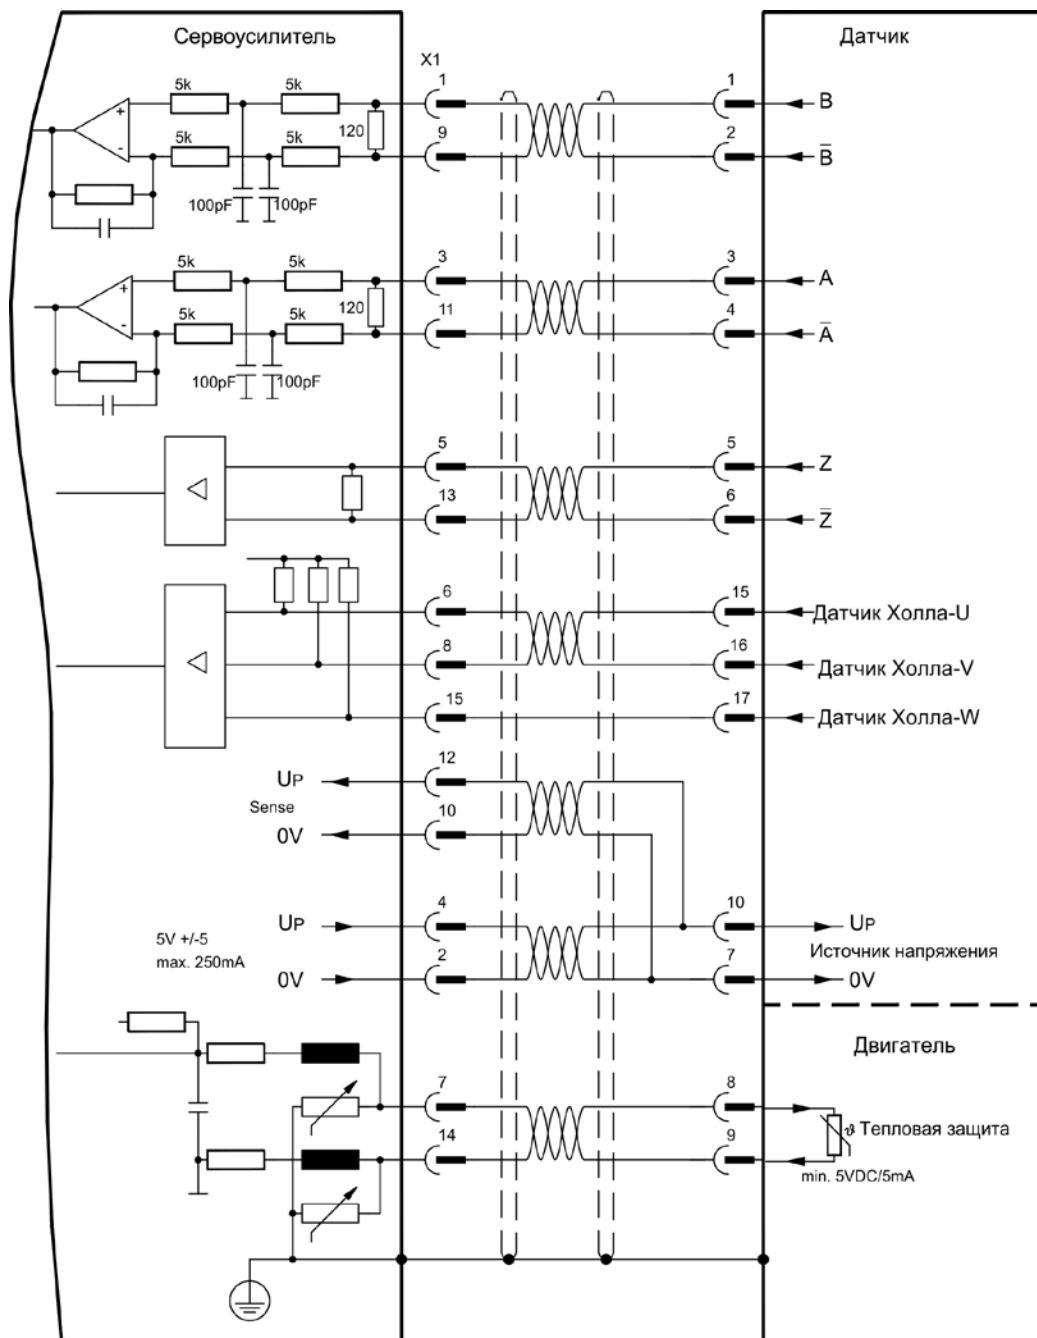 Сервоусилитель
Датчик
X1
5k 5k 1 1 B
120
5k 5k 9 2 B̅
100pF 100pF
5k 5k 3 3 A
120
5k 5k 11 4 A̅
100pF 100pF
5 5 Z
13 6 Z̅
6 15 Датчик Холла-U
8 16 Датчик Холла-V
15 17 Датчик Холла-W
UP 12
Sense
0V 10
UP 4 10 UP
5V +/-5
max. 250mA
Источник напряжения
0V 2 7 0V
Двигатель
7 8
ϑ Тепловая защита
14 9
min. 5VDC/5mA